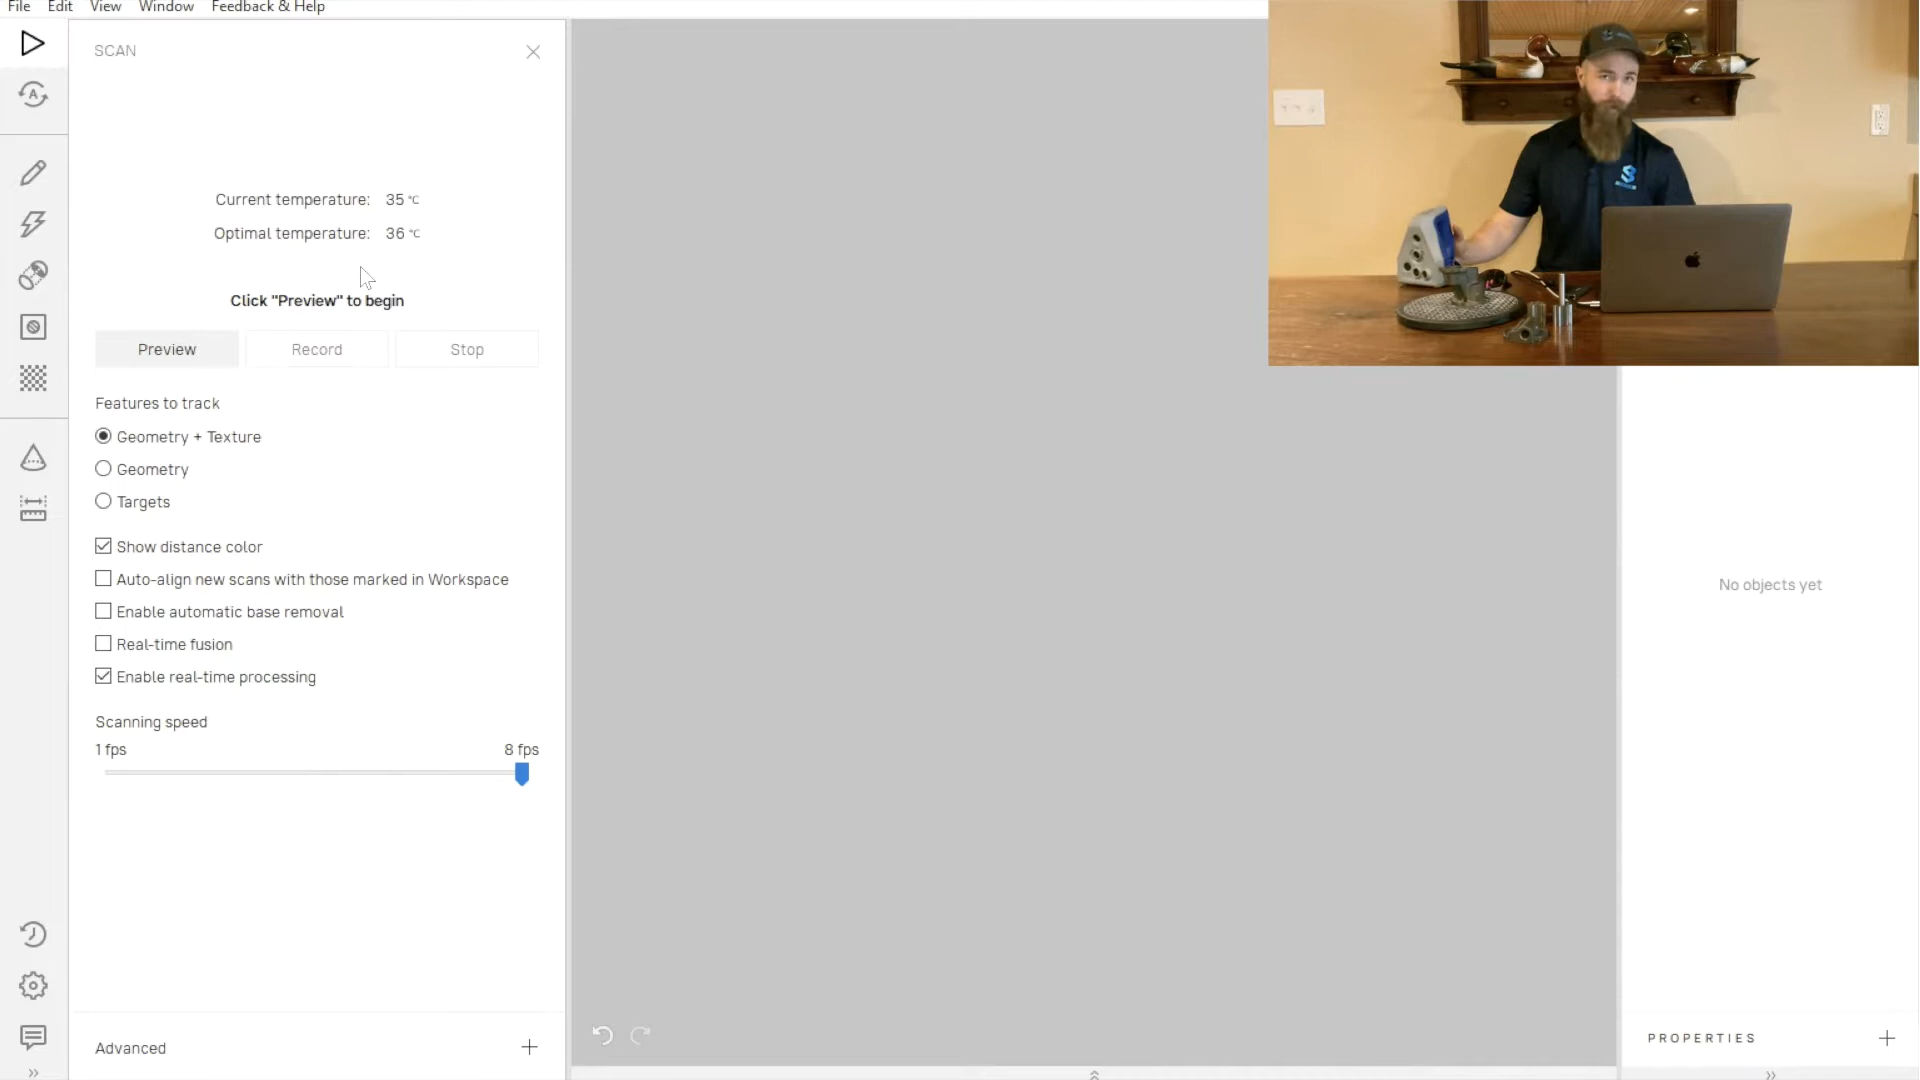 File Edit View Window Feedback & Help
SCAN
Current temperature: 35 °C
Optimal temperature: 36 °C
Click "Preview" to begin
Preview Record Stop
Features to track
Geometry + Texture
Geometry
Targets
Show distance color
Auto-align new scans with those marked in Workspace
Enable automatic base removal
Real-time fusion
Enable real-time processing
Scanning speed
1 fps 8 fps
Advanced
No objects yet
PROPERTIES